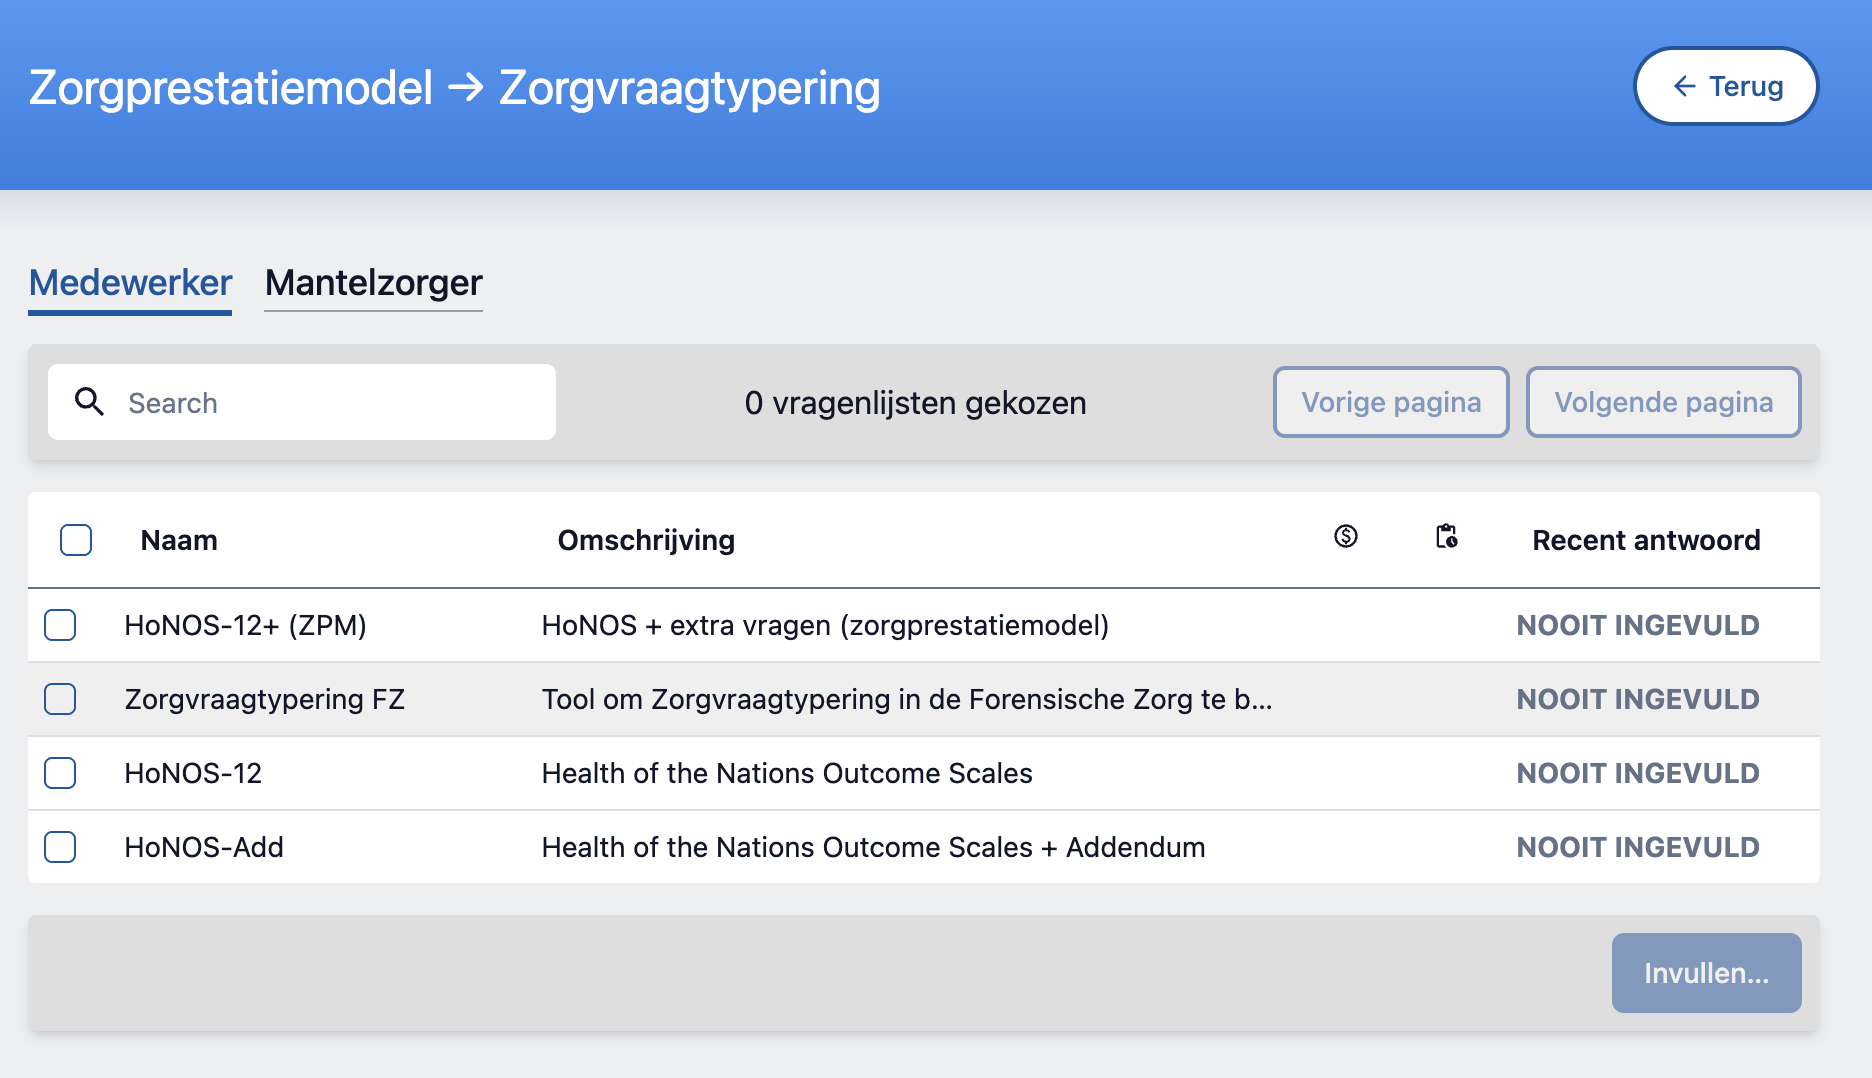 Zorgprestatiemodel → Zorgvraagtypering
← Terug
Medewerker Mantelzorger
Search 0 vragenlijsten gekozen Vorige pagina Volgende pagina
Naam Omschrijving Recent antwoord
HoNOS-12+ (ZPM) HoNOS + extra vragen (zorgprestatiemodel) NOOIT INGEVULD
Zorgvraagtypering FZ Tool om Zorgvraagtypering in de Forensische Zorg te b... NOOIT INGEVULD
HoNOS-12 Health of the Nations Outcome Scales NOOIT INGEVULD
HoNOS-Add Health of the Nations Outcome Scales + Addendum NOOIT INGEVULD
Invullen...